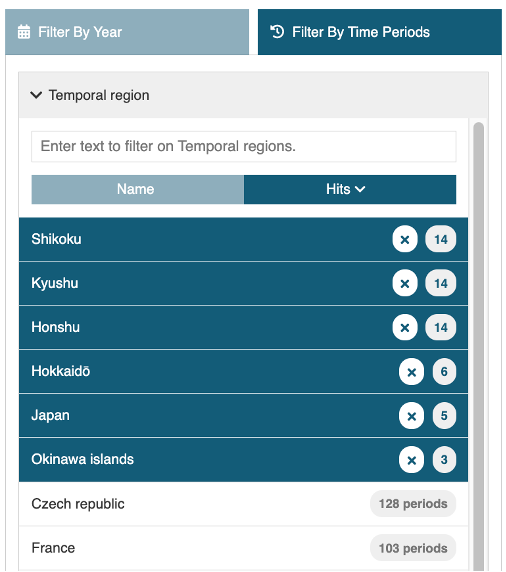 Filter By Year
Filter By Time Periods
Temporal region
Enter text to filter on Temporal regions.
Name
Hits
Shikoku 14
Kyushu 14
Honshu 14
Hokkaidō 6
Japan 5
Okinawa islands 3
Czech republic 128 periods
France 103 periods